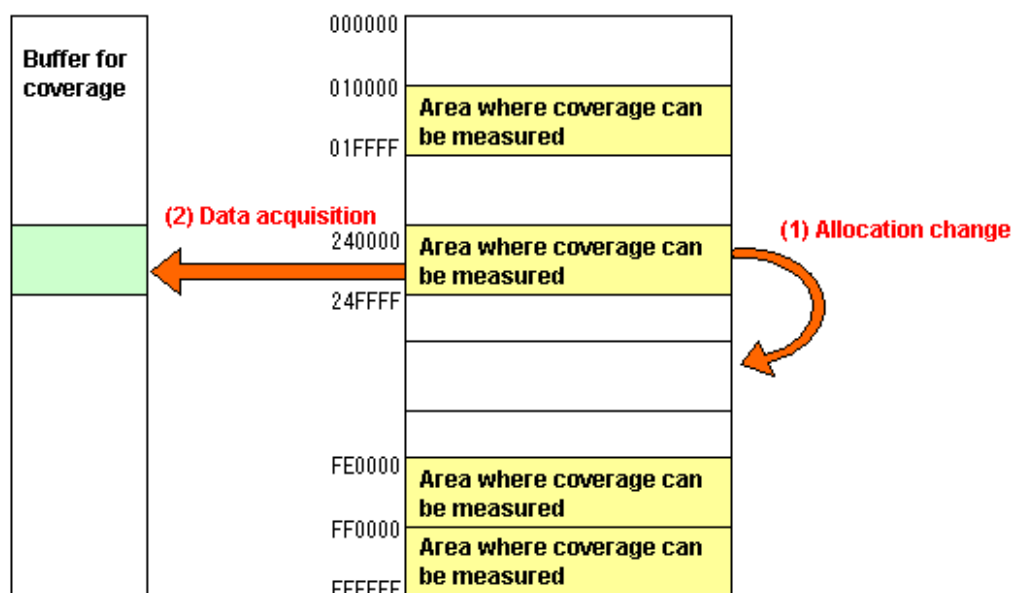 Buffer for
coverage
000000
010000
Area where coverage can
be measured
01FFFF
(2) Data acquisition
(1) Allocation change
240000
Area where coverage can
be measured
24FFFF
FE0000
Area where coverage can
be measured
FF0000
Area where coverage can
be measured
FFFFFF